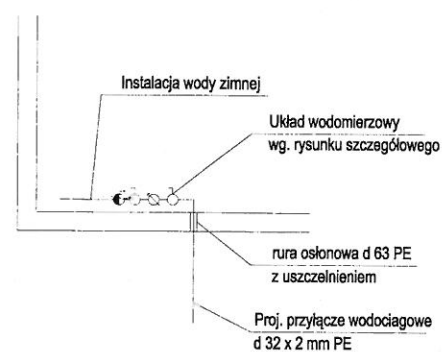 Instalacja wody zimnej
Układ wodomierzowy
wg. rysunku szczegółowego
rura osłonowa d 63 PE
z uszczelnieniem
Proj. przyłącze wodociagowe
d 32 x 2 mm PE